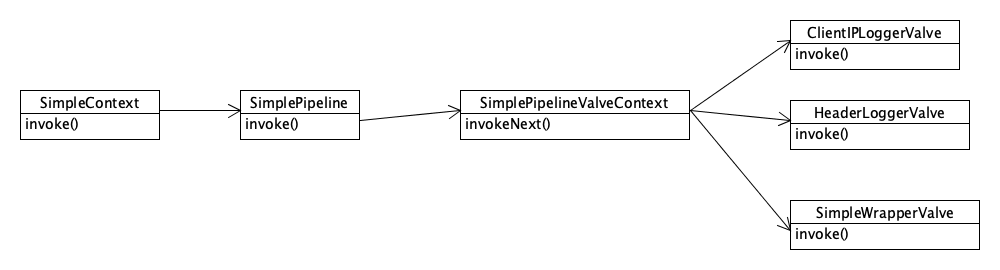 SimpleContext
invoke()
SimplePipeline
invoke()
SimplePipelineValveContext
invokeNext()
ClientIPLoggerValve
invoke()
HeaderLoggerValve
invoke()
SimpleWrapperValve
invoke()